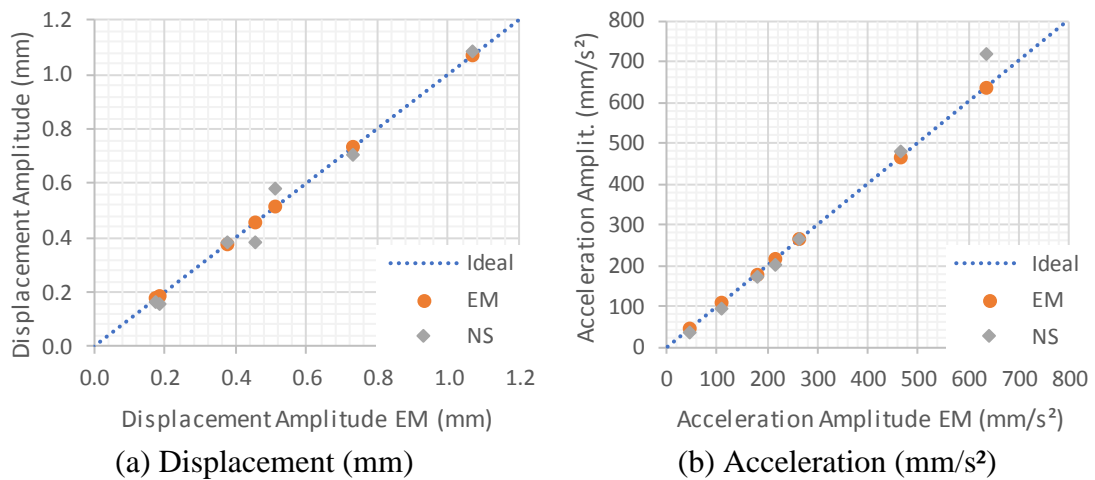 Displacement Amplitude (mm)
1.2
1.0
0.8
0.6
0.4
0.2
0.0
0.0 0.2 0.4 0.6 0.8 1.0 1.2
Ideal
EM
NS
Displacement Amplitude EM (mm)
(a) Displacement (mm)
Acceleration Amplit. (mm/s²)
800
700
600
500
400
300
200
100
0
0 100 200 300 400 500 600 700 800
Ideal
EM
NS
Acceleration Amplitude EM (mm/s²)
(b) Acceleration (mm/s²)